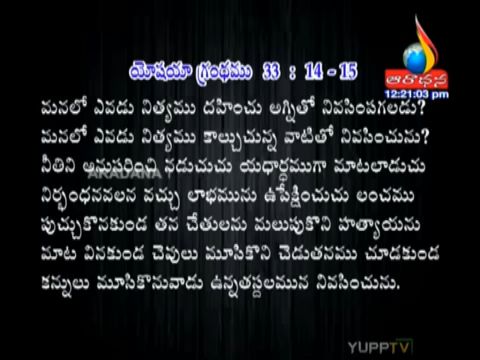 యోషయా గ్రంథము 33 : 14 - 15
ఆరాధన
12:21:03 pm
మనలో ఎవడు నిత్యము దహించు అగ్నితో నివసింపగలడు?
మనలో ఎవడు నిత్యము కాల్చుచున్న వాటితో నివసించును?
నీతిని అనుసరించి నడుచుచు యధార్థముగా మాటలాడుచు
ARADANA
నిర్బంధనవలన వచ్చు లాభమును ఉపేక్షించుచు లంచము
పుచ్చుకొనకుండ తన చేతులను మలుపుకొని హత్యాయను
మాట వినకుండ చెవులు మూసికొని చెడుతనము చూడకుండ
కన్నులు మూసికొనువాడు ఉన్నతస్థలమున నివసించును.
YUPPTV